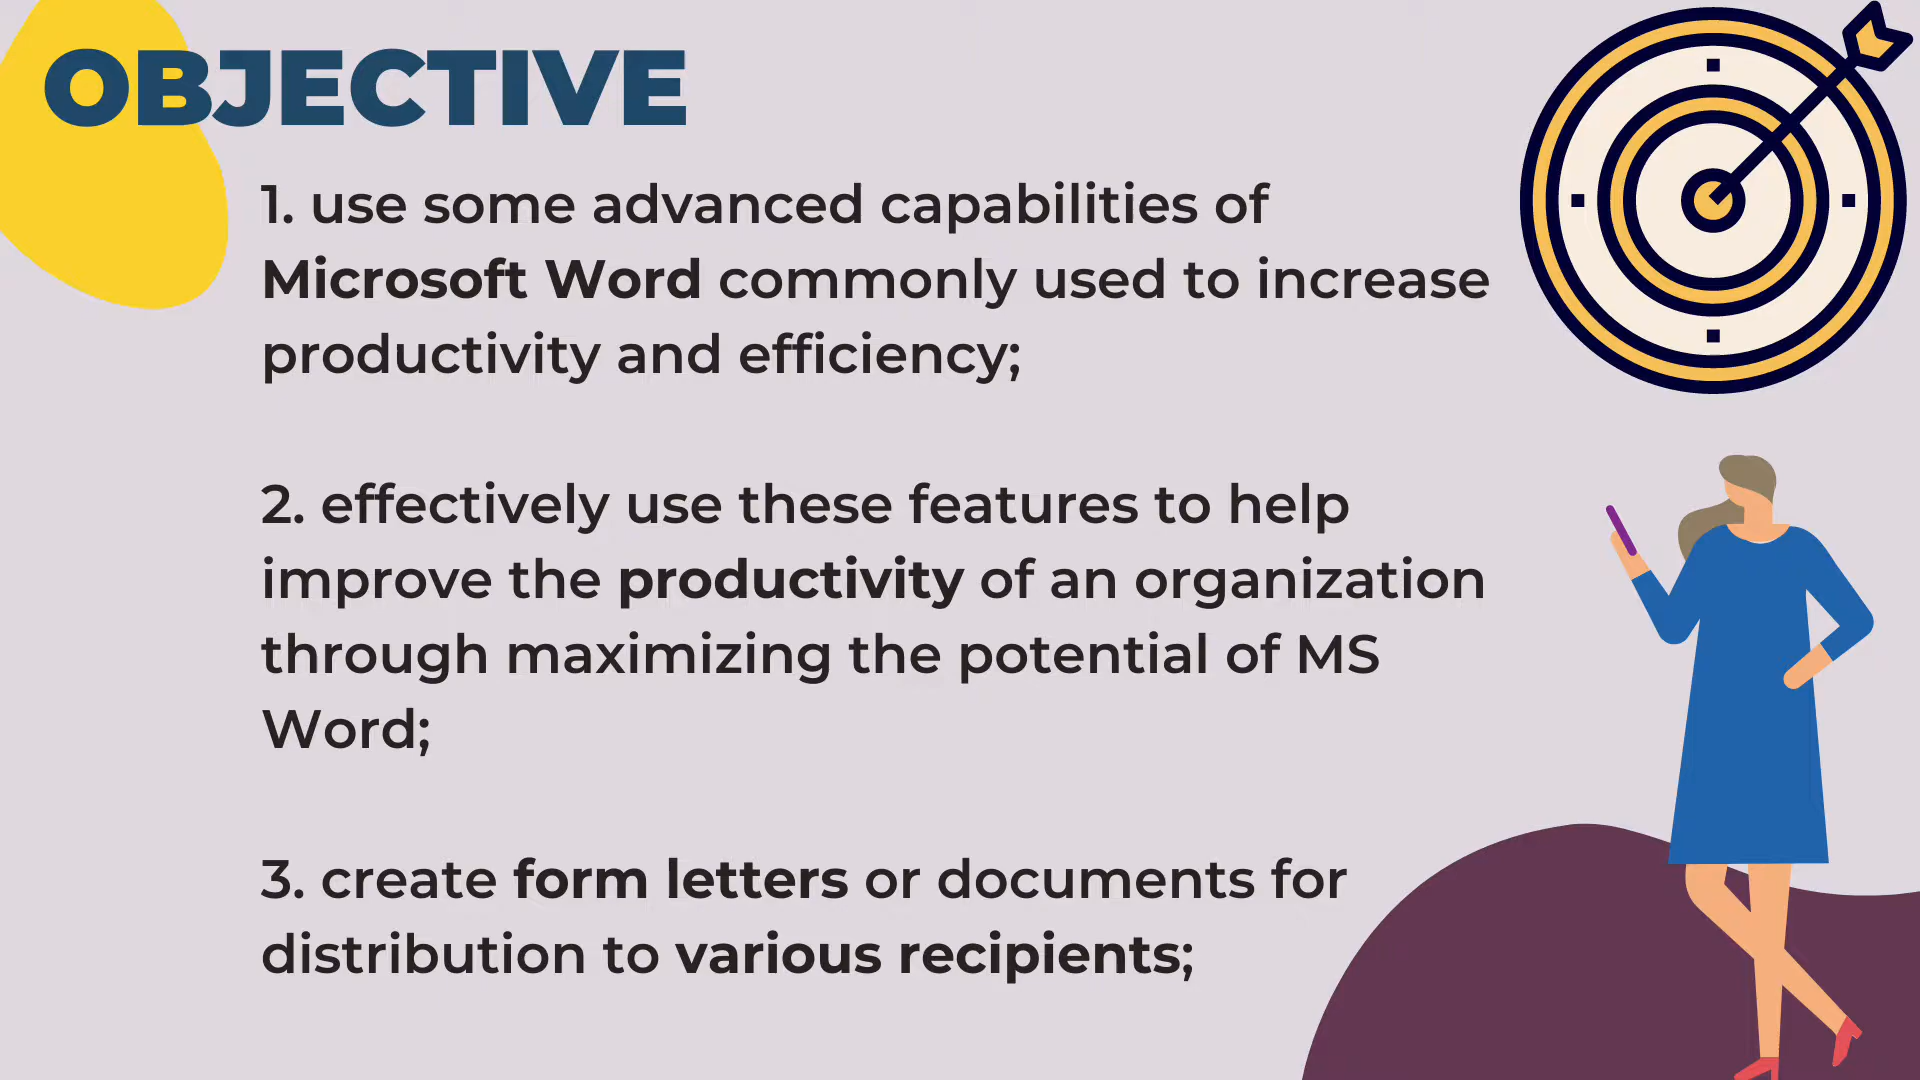 OBJECTIVE
1. use some advanced capabilities of
Microsoft Word commonly used to increase
productivity and efficiency;
2. effectively use these features to help
improve the productivity of an organization
through maximizing the potential of MS
Word;
3. create form letters or documents for
distribution to various recipients;